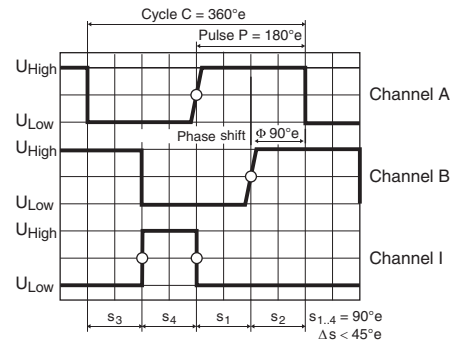 Cycle C = 360°e
Pulse P = 180°e
UHigh
Channel A
ULow
Phase shift Φ 90°e
UHigh
Channel B
ULow
UHigh
Channel I
ULow
s3 s4 s1 s2 s1..4 = 90°e
Δs < 45°e